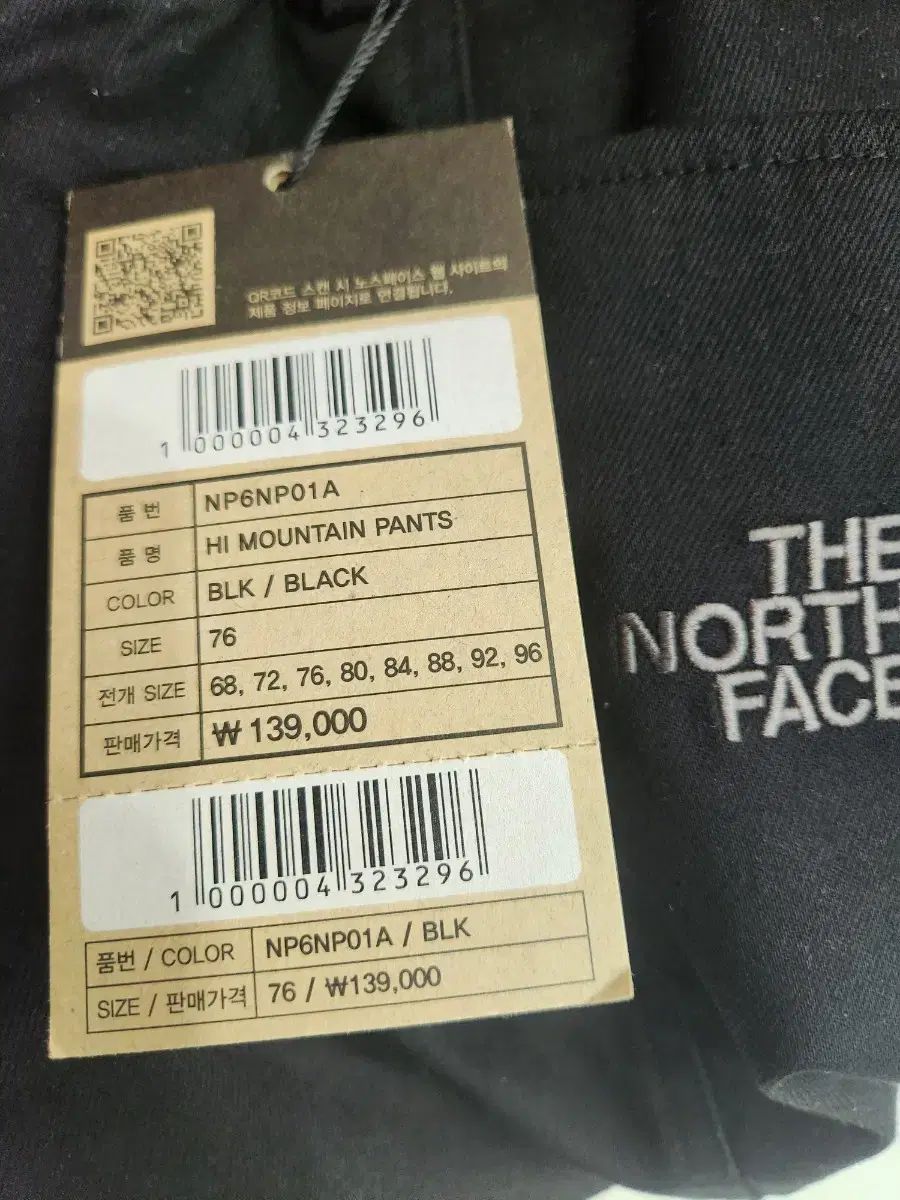 QR코드 스캔 시 노스페이스 웹 사이트의
제품 정보 페이지로 연결됩니다.
1 000004 323296
품 번 NP6NP01A
품 명 HI MOUNTAIN PANTS
COLOR BLK / BLACK
SIZE 76
전개 SIZE 68, 72, 76, 80, 84, 88, 92, 96
판매가격 ₩ 139,000
1 000004 323296
품번 / COLOR NP6NP01A / BLK
SIZE / 판매가격 76 / ₩139,000
THE
NORTH
FACE